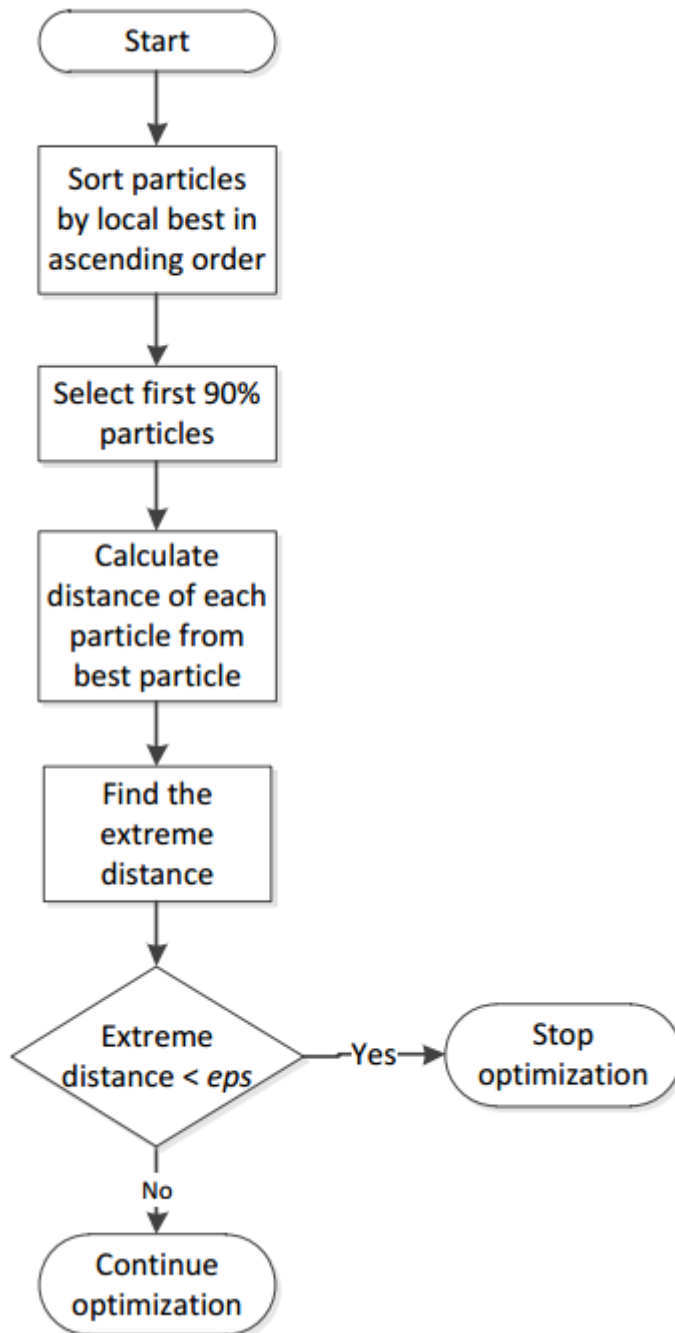 Start
Sort particles
by local best in
ascending order
Select first 90%
particles
Calculate
distance of each
particle from
best particle
Find the
extreme
distance
Extreme
distance < eps
Yes
Stop
optimization
No
Continue
optimization